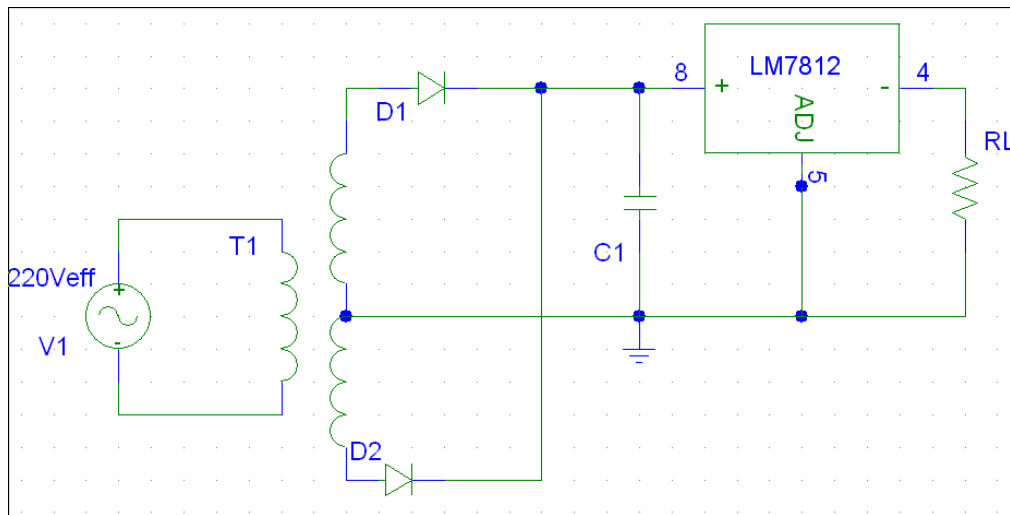 LM7812
8
+
-
4
ADJ
5
D1
RL
T1
C1
220Veff
+
V1
-
D2